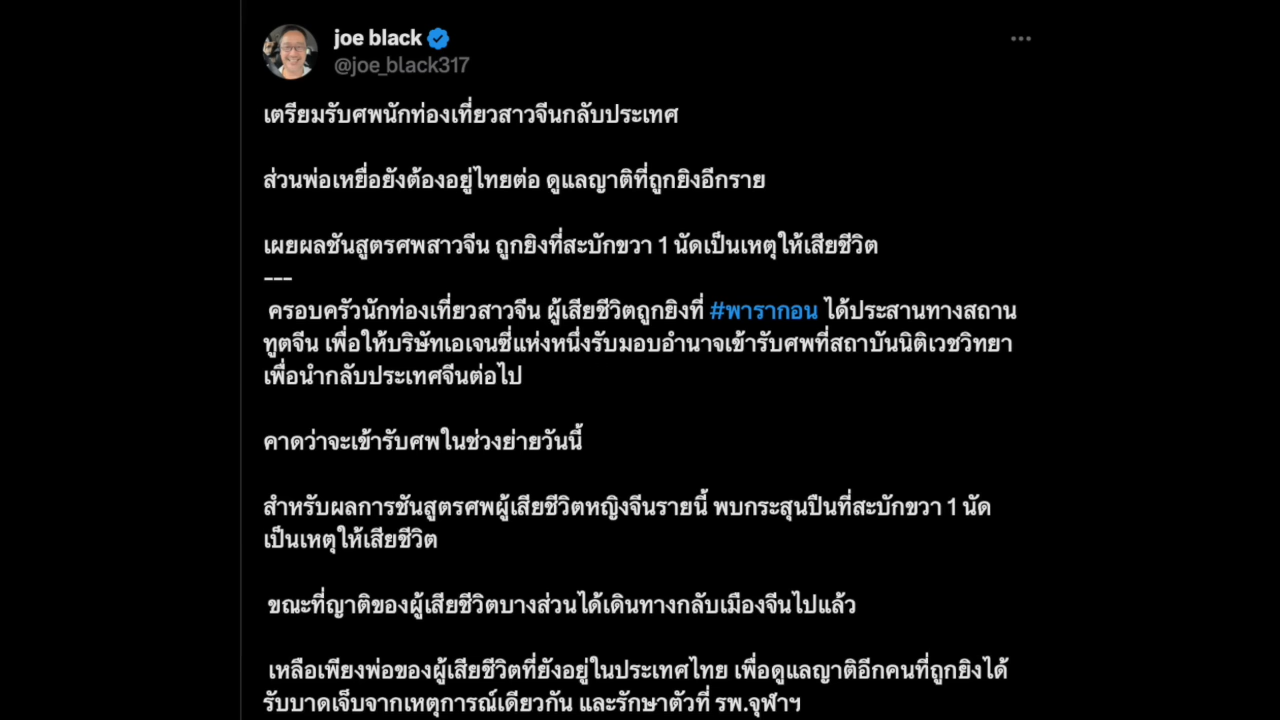 joe black
@joe_black317
เตรียมรับศพนักท่องเที่ยวสาวจีนกลับประเทศ
ส่วนพ่อเหยื่อยังต้องอยู่ไทยต่อ ดูแลญาติที่ถูกยิงอีกราย
เผยผลชันสูตรศพสาวจีน ถูกยิงที่สะบักขวา 1 นัดเป็นเหตุให้เสียชีวิต
---
ครอบครัวนักท่องเที่ยวสาวจีน ผู้เสียชีวิตถูกยิงที่ #พารากอน ได้ประสานทางสถาน
ทูตจีน เพื่อให้บริษัทเอเจนซี่แห่งหนึ่งรับมอบอำนาจเข้ารับศพที่สถาบันนิติเวชวิทยา
เพื่อนำกลับประเทศจีนต่อไป
คาดว่าจะเข้ารับศพในช่วงย่ายวันนี้
สำหรับผลการชันสูตรศพผู้เสียชีวิตหญิงจีนรายนี้ พบกระสุนปืนที่สะบักขวา 1 นัด
เป็นเหตุให้เสียชีวิต
ขณะที่ญาติของผู้เสียชีวิตบางส่วนได้เดินทางกลับเมืองจีนไปแล้ว
เหลือเพียงพ่อของผู้เสียชีวิตที่ยังอยู่ในประเทศไทย เพื่อดูแลญาติอีกคนที่ถูกยิงได้
รับบาดเจ็บจากเหตุการณ์เดียวกัน และรักษาตัวที่ รพ.จุฬาฯ